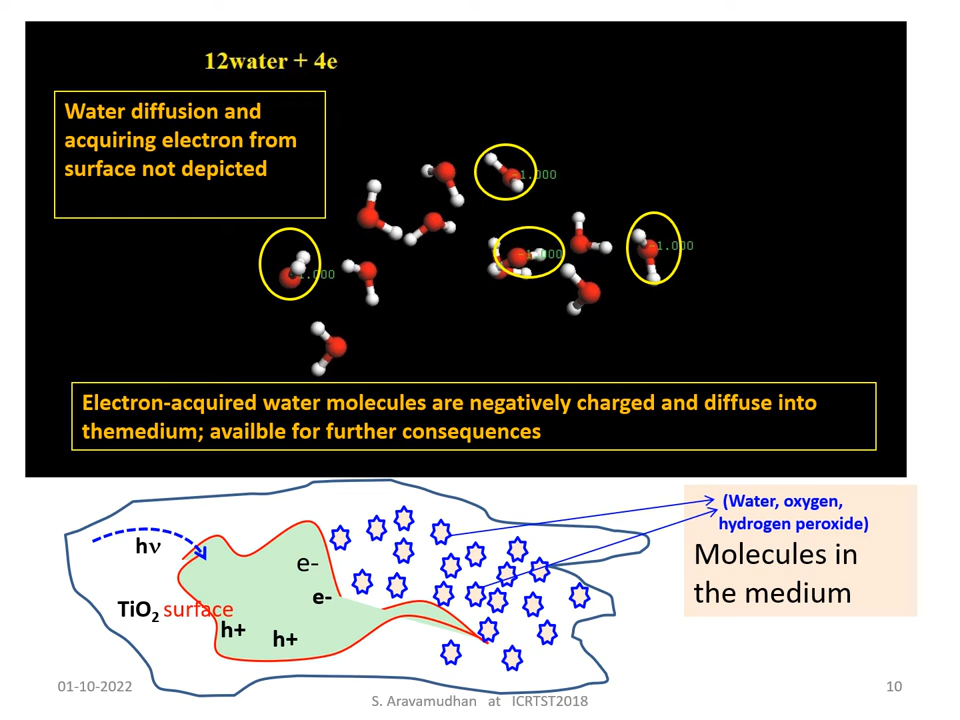 12water + 4e
Water diffusion and
acquiring electron from
surface not depicted
-1.000
-1.000
-1.000
-1.000
Electron-acquired water molecules are negatively charged and diffuse into
themedium; availble for further consequences
(Water, oxygen,
hydrogen peroxide)
Molecules in
the medium
hν
e-
e-
TiO2 surface
h+
h+
01-10-2022
S. Aravamudhan at ICRTST2018
10